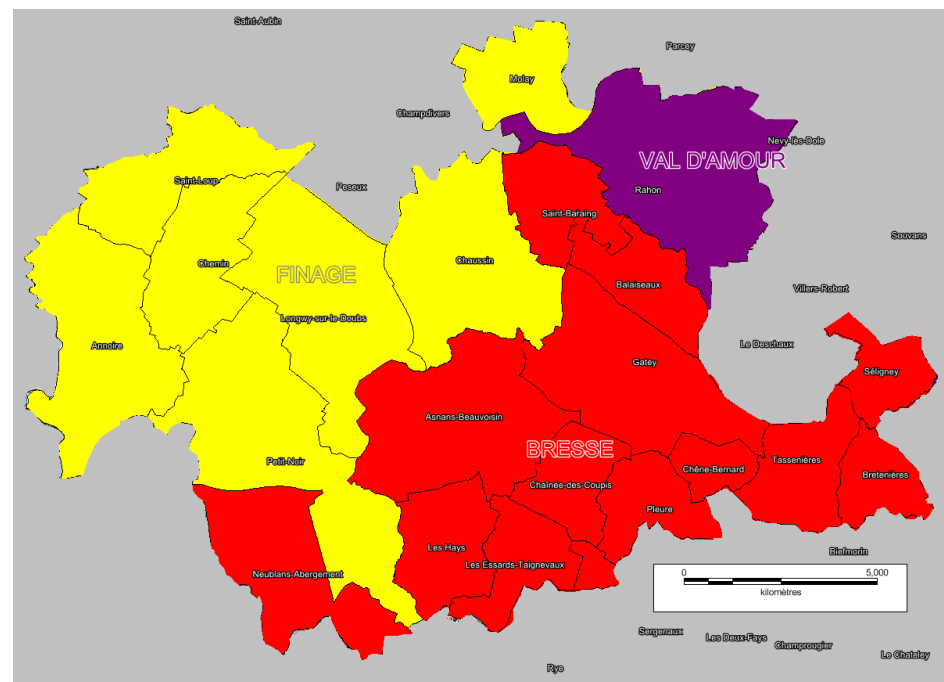 Saint-Aubin
Parcey
Molay
Champdivers
Nevy-lès-Dole
VAL D'AMOUR
Saint-Loup
Peseux
Rahon
Saint-Baraing
Souvans
Chemin
Chaussin
FINAGE
Balaiseaux
Villers-Robert
Longwy-sur-le-Doubs
Annoire
Le Deschaux
Gatey
Séligney
Asnans-Beauvoisin
BRESSE
Petit-Noir
Tassenières
Chêne-Bernard
Bretenières
Chaînée-des-Coupis
Pleure
Les Hays
Biefmorin
Les Essards-Taignevaux
Neublans-Abergement
0 5,000
kilomètres
Sergenaux
Les Deux-Fays
Champrougier
Le Chateley
Rye